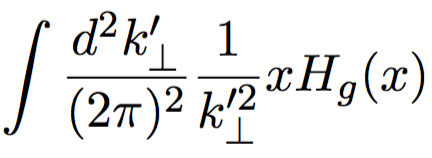 ∫ d²k′⊥/(2π)² 1/k′²⊥ xH_g(x)